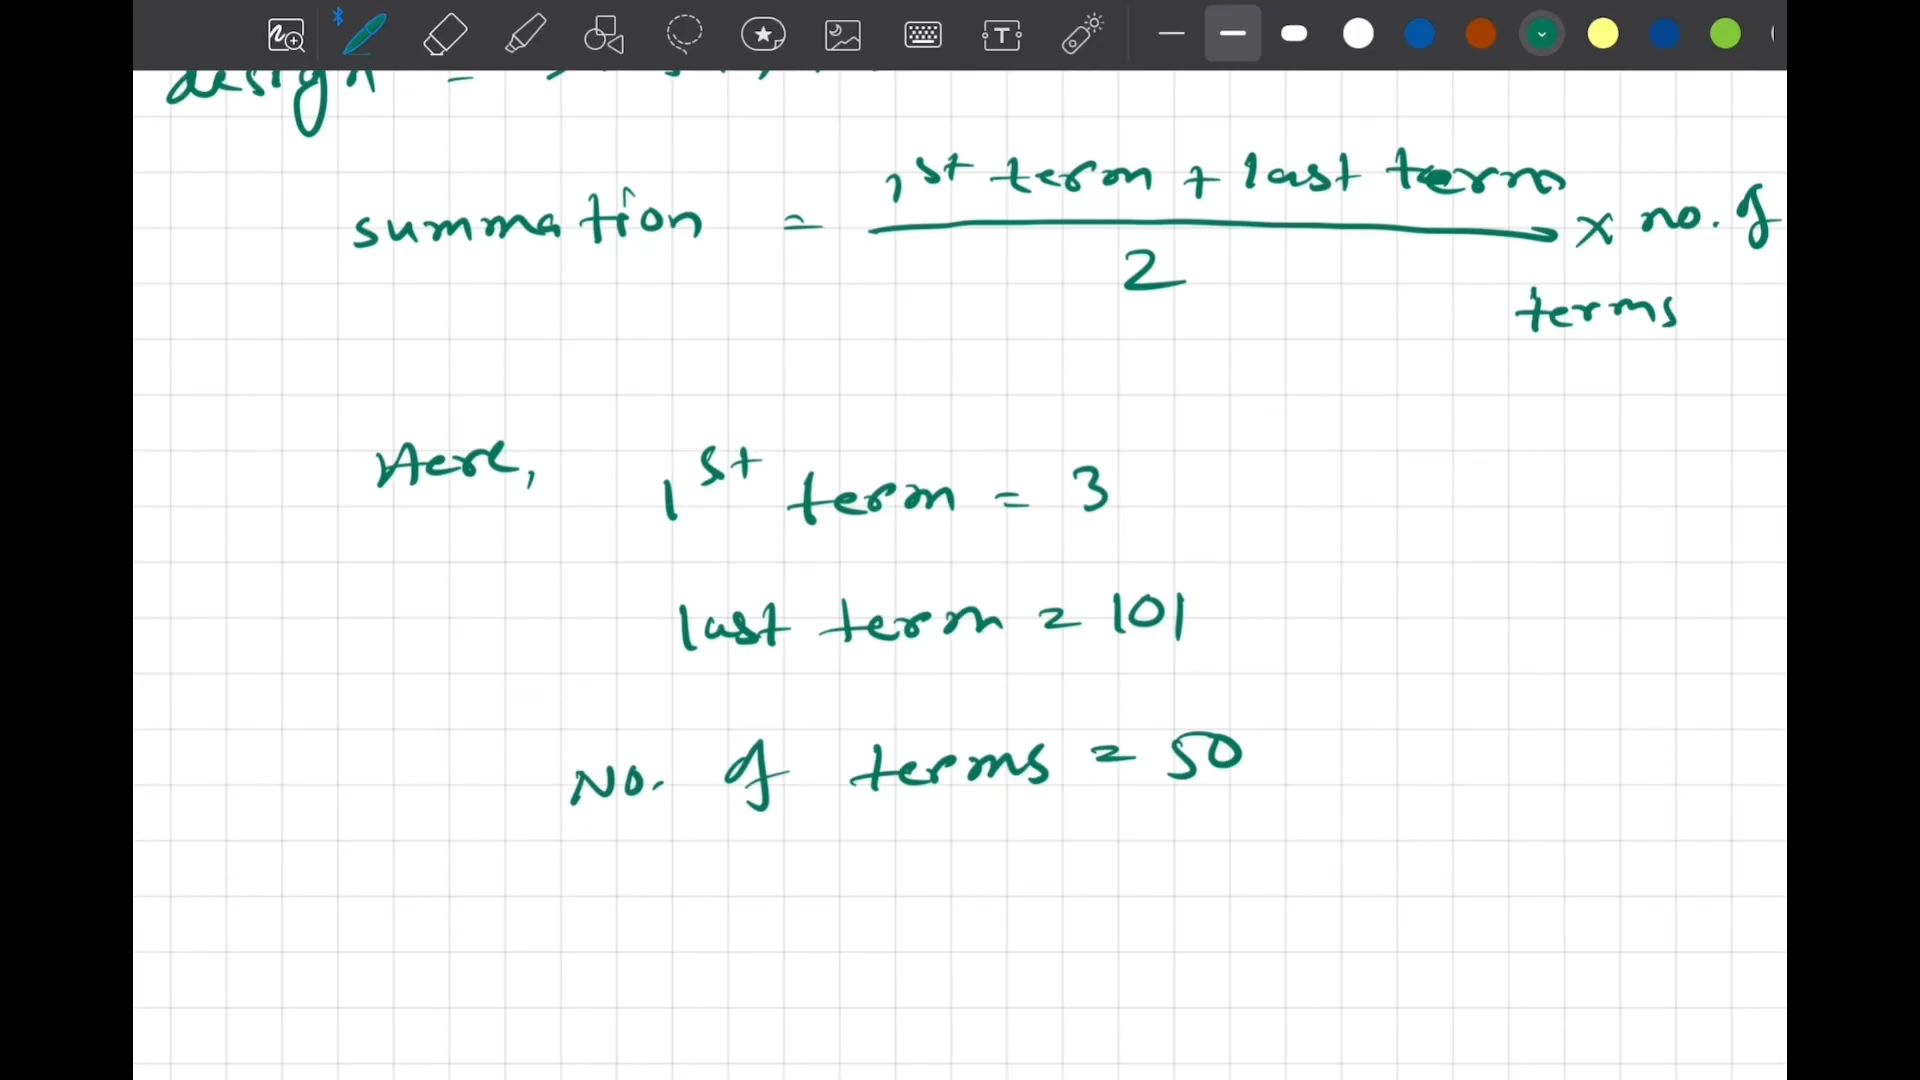 design =
summation = 1st term + last term / 2 × no. of
terms
Here, 1st term = 3
last term = 101
No. of terms = 50